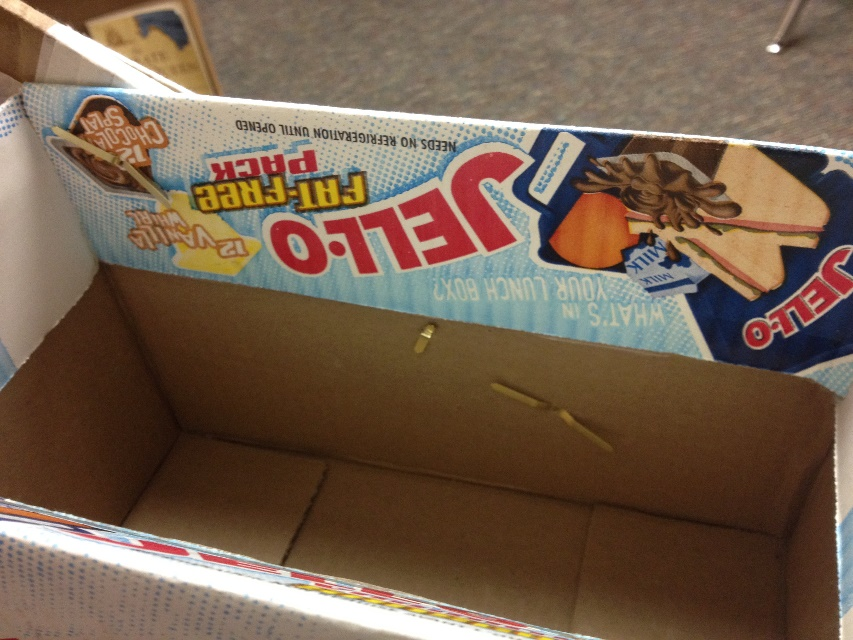 NEEDS NO REFRIGERATION UNTIL OPENED
JELL-O
FAT-FREE
PACK
12 VANILLA
12 CHOCOLATE
WHAT'S IN
YOUR LUNCH BOX?
MILK
MILK
JELL-O